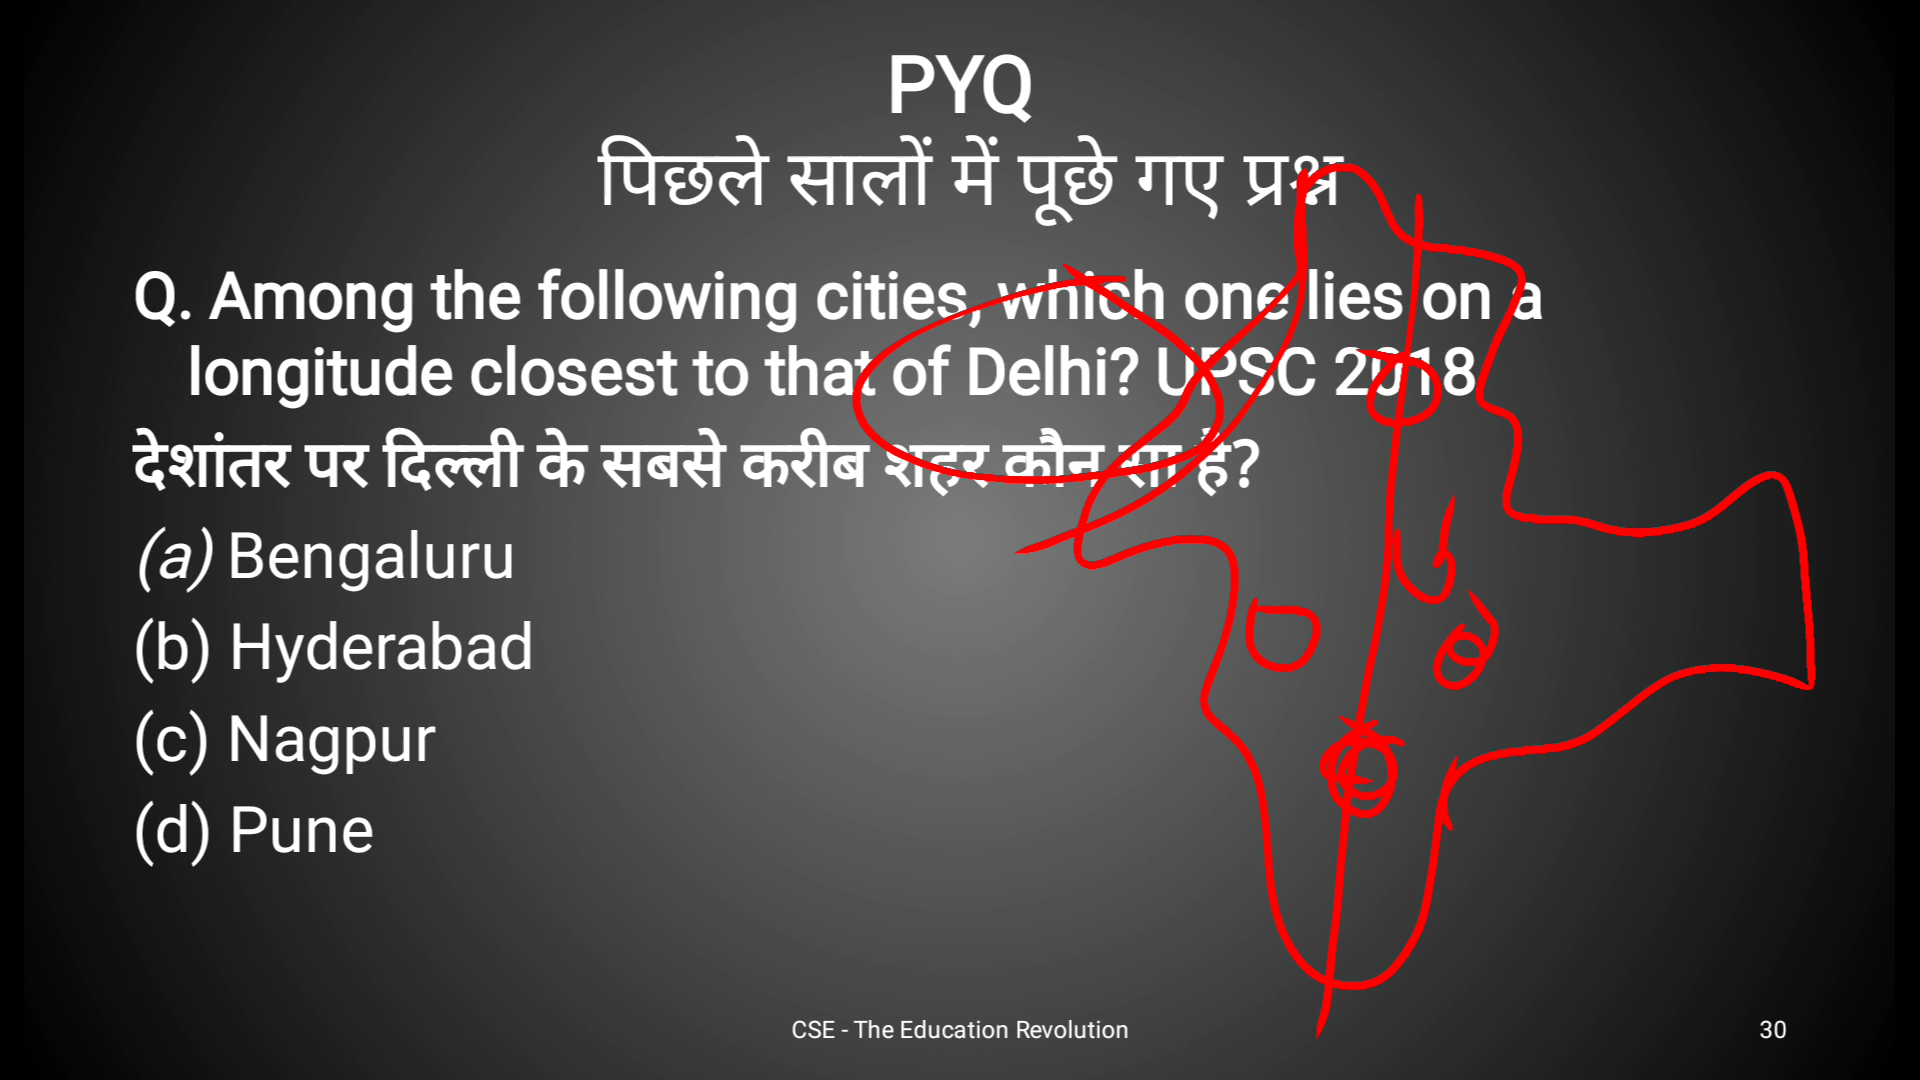 PYQ
पिछले सालों में पूछे गए प्रश्न
Q. Among the following cities, which one lies on a
longitude closest to that of Delhi? UPSC 2018
देशांतर पर दिल्ली के सबसे करीब शहर कौन सा है?
(a) Bengaluru
(b) Hyderabad
(c) Nagpur
(d) Pune
CSE - The Education Revolution
30